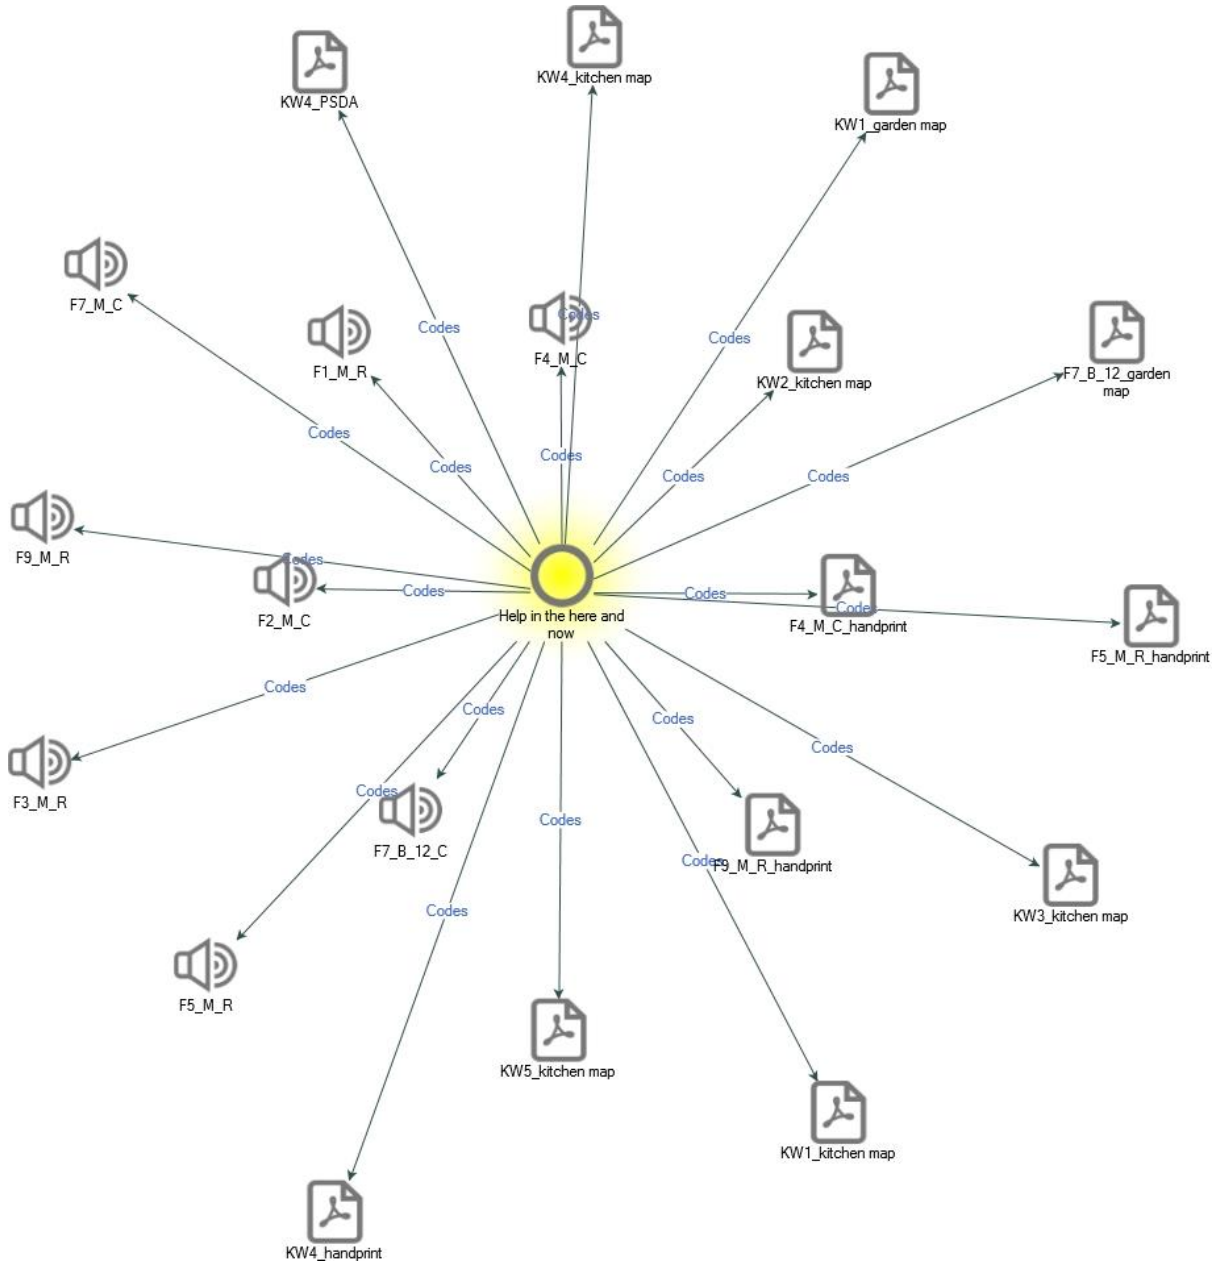 KW4_kitchen map
KW4_PSDA
KW1_garden map
F7_M_C
Codes
Codes
Codes
F4_M_C
F1_M_R
F7_B_12_garden
map
KW2_kitchen map
Codes
Codes
Codes
Codes
Codes
Codes
F9_M_R
Codes
Codes
Codes
Codes
F2_M_C
Help in the here and
now
F4_M_C_handprint
F5_M_R_handprint
Codes
Codes
Codes
Codes
Codes
F3_M_R
Codes
F7_B_12_C
Codes
F9_M_R_handprint
KW3_kitchen map
Codes
F5_M_R
KW5_kitchen map
KW1_kitchen map
KW4_handprint